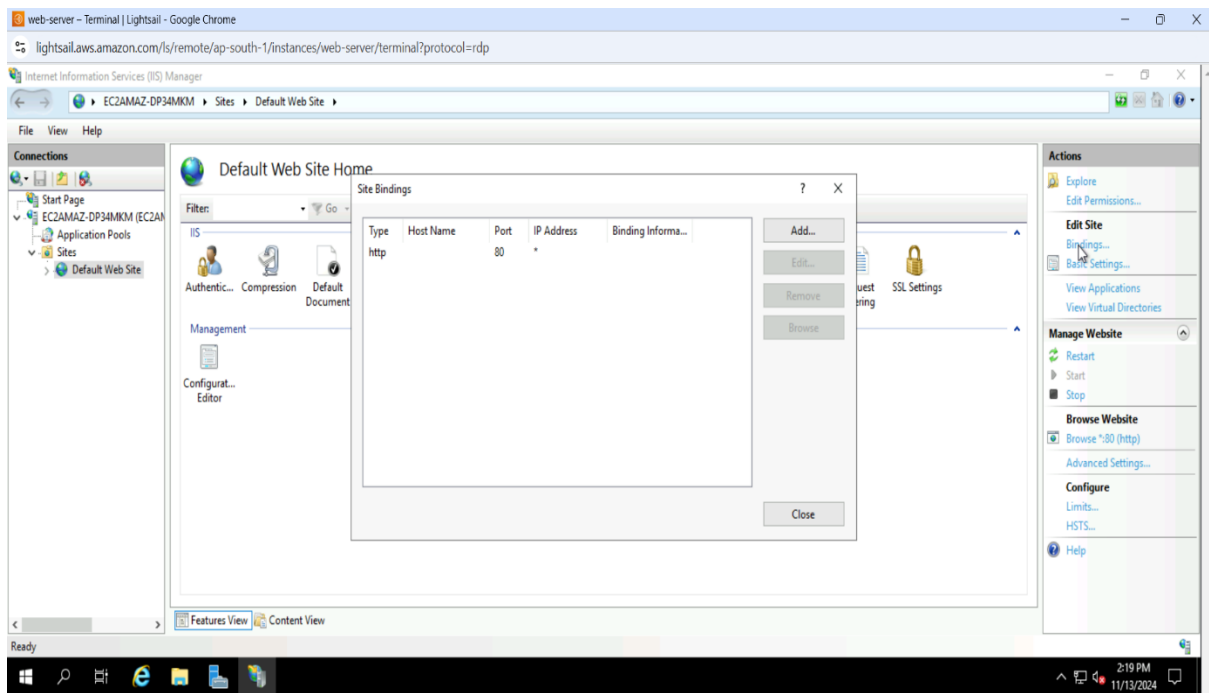 web-server – Terminal | Lightsail - Google Chrome
lightsail.aws.amazon.com/ls/remote/ap-south-1/instances/web-server/terminal?protocol=rdp
Internet Information Services (IIS) Manager
EC2AMAZ-DP34MKM Sites Default Web Site
File View Help
Connections
Start Page
EC2AMAZ-DP34MKM (EC2AM
Application Pools
Sites
Default Web Site
Default Web Site Home
Filter: Go
IIS
Authentic... Compression Default
Document
uest
ering
SSL Settings
Management
Configurat...
Editor
Site Bindings
Type Host Name Port IP Address Binding Informa...
http 80 *
Add...
Edit...
Remove
Browse
Close
Features View Content View
Actions
Explore
Edit Permissions...
Edit Site
Bindings...
Basic Settings...
View Applications
View Virtual Directories
Manage Website
Restart
Start
Stop
Browse Website
Browse *:80 (http)
Advanced Settings...
Configure
Limits...
HSTS...
Help
Ready
2:19 PM
11/13/2024